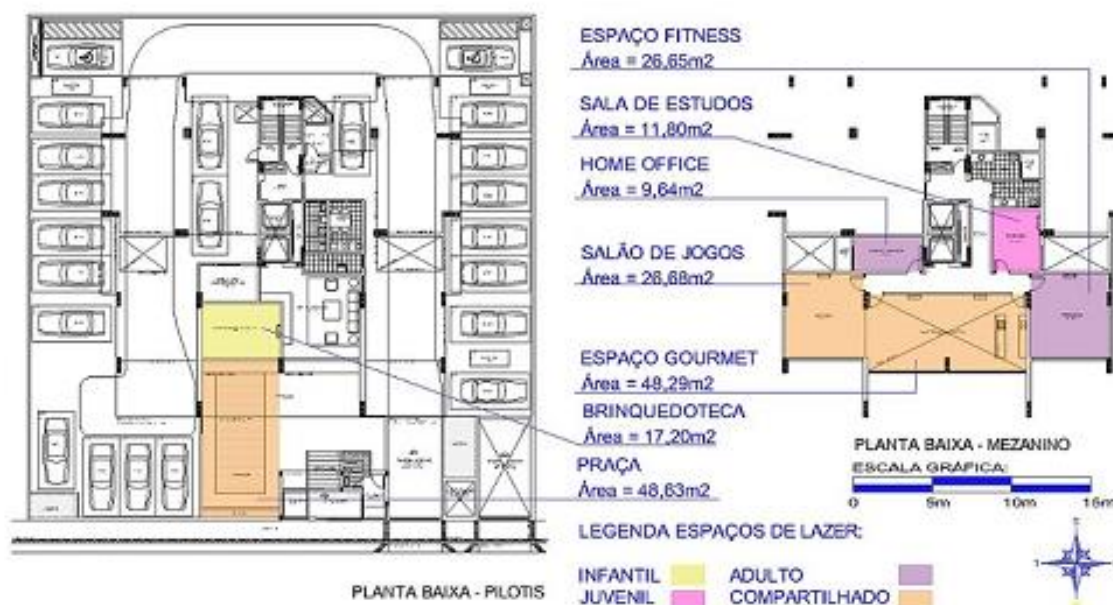 ESPAÇO FITNESS
Área = 26,65m2
SALA DE ESTUDOS
Área = 11,80m2
HOME OFFICE
Área = 9,64m2
SALÃO DE JOGOS
Área = 26,68m2
ESPAÇO GOURMET
Área = 48,29m2
BRINQUEDOTECA
Área = 17,20m2
PRAÇA
Área = 48,63m2
PLANTA BAIXA - MEZANINO
ESCALA GRÁFICA:
0 5m 10m 15m
LEGENDA ESPAÇOS DE LAZER:
INFANTIL ADULTO
JUVENIL COMPARTILHADO
PLANTA BAIXA - PILOTIS